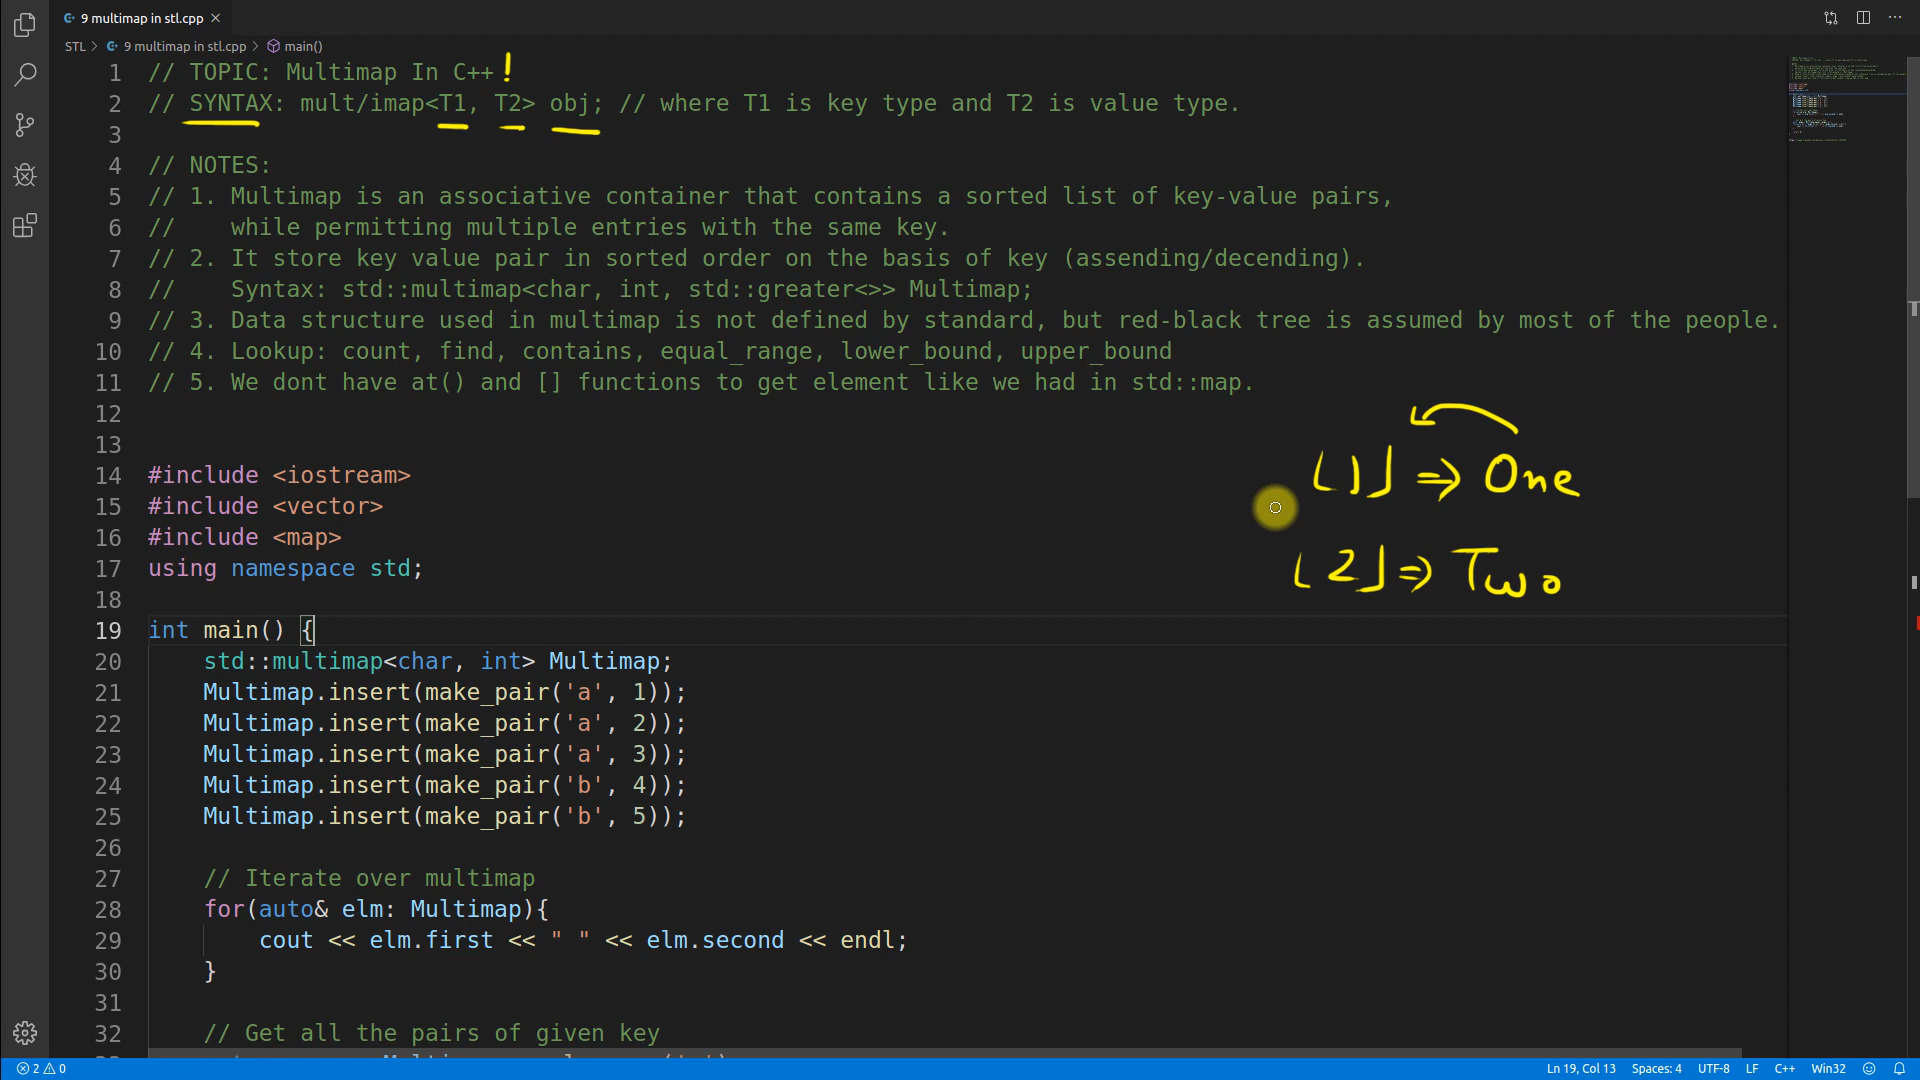 9 multimap in stl.cpp
STL > 9 multimap in stl.cpp > main()
1 // TOPIC: Multimap In C++ !
2 // SYNTAX: mult/imap<T1, T2> obj; // where T1 is key type and T2 is value type.
3
4 // NOTES:
5 // 1. Multimap is an associative container that contains a sorted list of key-value pairs,
6 //    while permitting multiple entries with the same key.
7 // 2. It store key value pair in sorted order on the basis of key (assending/decending).
8 //    Syntax: std::multimap<char, int, std::greater<>> Multimap;
9 // 3. Data structure used in multimap is not defined by standard, but red-black tree is assumed by most of the people.
10 // 4. Lookup: count, find, contains, equal_range, lower_bound, upper_bound
11 // 5. We dont have at() and [] functions to get element like we had in std::map.
12
13
14 #include <iostream>
[1] => One
15 #include <vector>
16 #include <map>
17 using namespace std;
[2] => Two
18
19 int main() {
20     std::multimap<char, int> Multimap;
21     Multimap.insert(make_pair('a', 1));
22     Multimap.insert(make_pair('a', 2));
23     Multimap.insert(make_pair('a', 3));
24     Multimap.insert(make_pair('b', 4));
25     Multimap.insert(make_pair('b', 5));
26
27     // Iterate over multimap
28     for(auto& elm: Multimap){
29         cout << elm.first << " " << elm.second << endl;
30     }
31
32     // Get all the pairs of given key
2 0 Ln 19, Col 13 Spaces: 4 UTF-8 LF C++ Win32